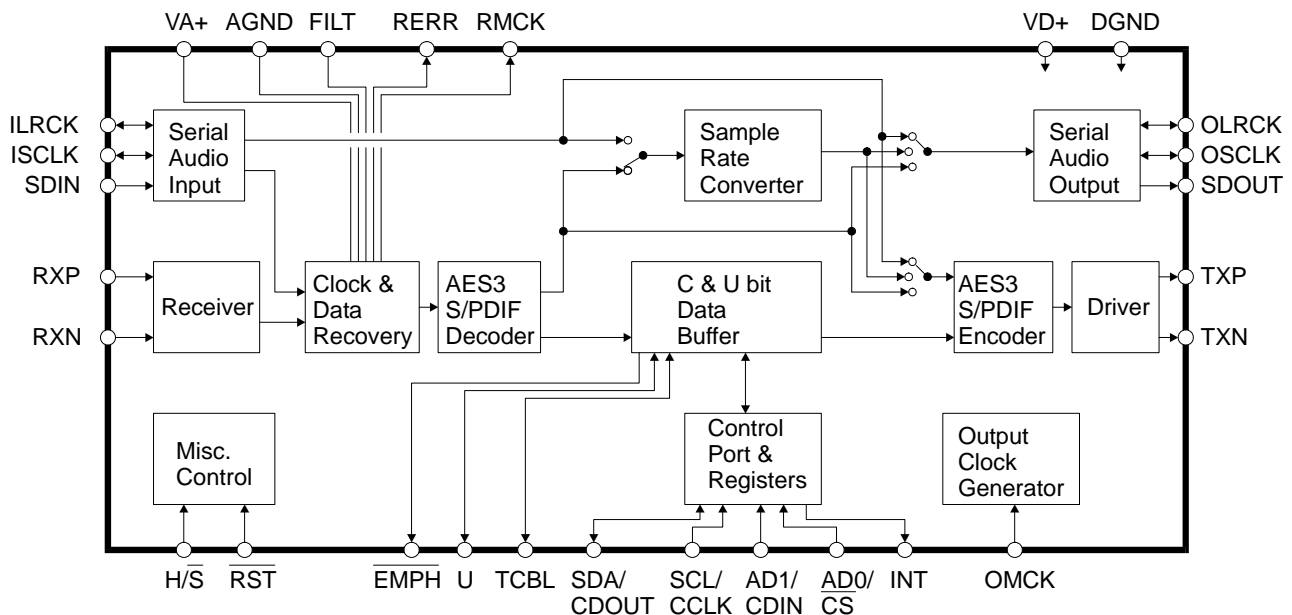 VA+ AGND FILT RERR RMCK VD+ DGND
ILRCK
ISCLK
SDIN
Serial
Audio
Input
Sample
Rate
Converter
Serial
Audio
Output
OLRCK
OSCLK
SDOUT
RXP
RXN
Receiver
Clock &
Data
Recovery
AES3
S/PDIF
Decoder
C & U bit
Data
Buffer
AES3
S/PDIF
Encoder
Driver
TXP
TXN
Misc.
Control
Control
Port &
Registers
Output
Clock
Generator
H/S̅
R̅S̅T̅
E̅M̅P̅H̅
U
TCBL
SDA/
CDOUT
SCL/
CCLK
AD1/
CDIN
AD0/
C̅S̅
INT
OMCK